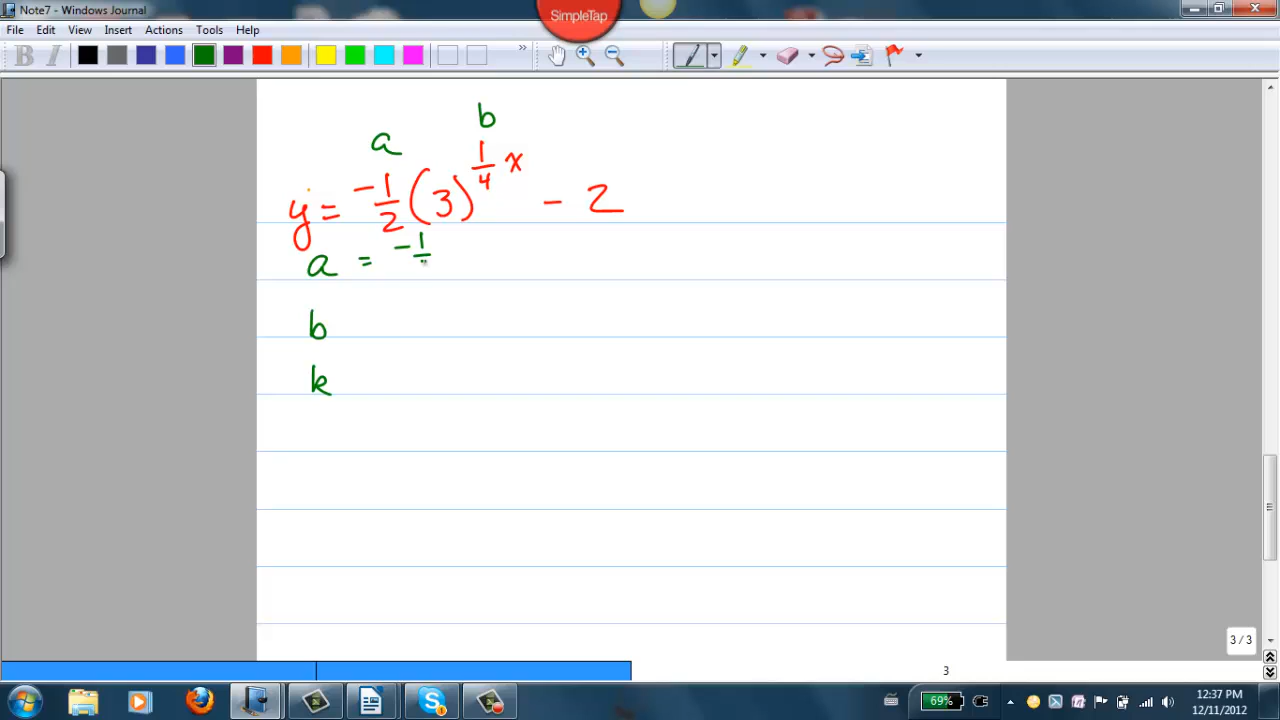 Note7 - Windows Journal
SimpleTap
File Edit View Insert Actions Tools Help
B I
a b
y = -1/2 (3)^(1/4 x) - 2
a = -1/
b
k
3 / 3
3
69%
12:37 PM
12/11/2012